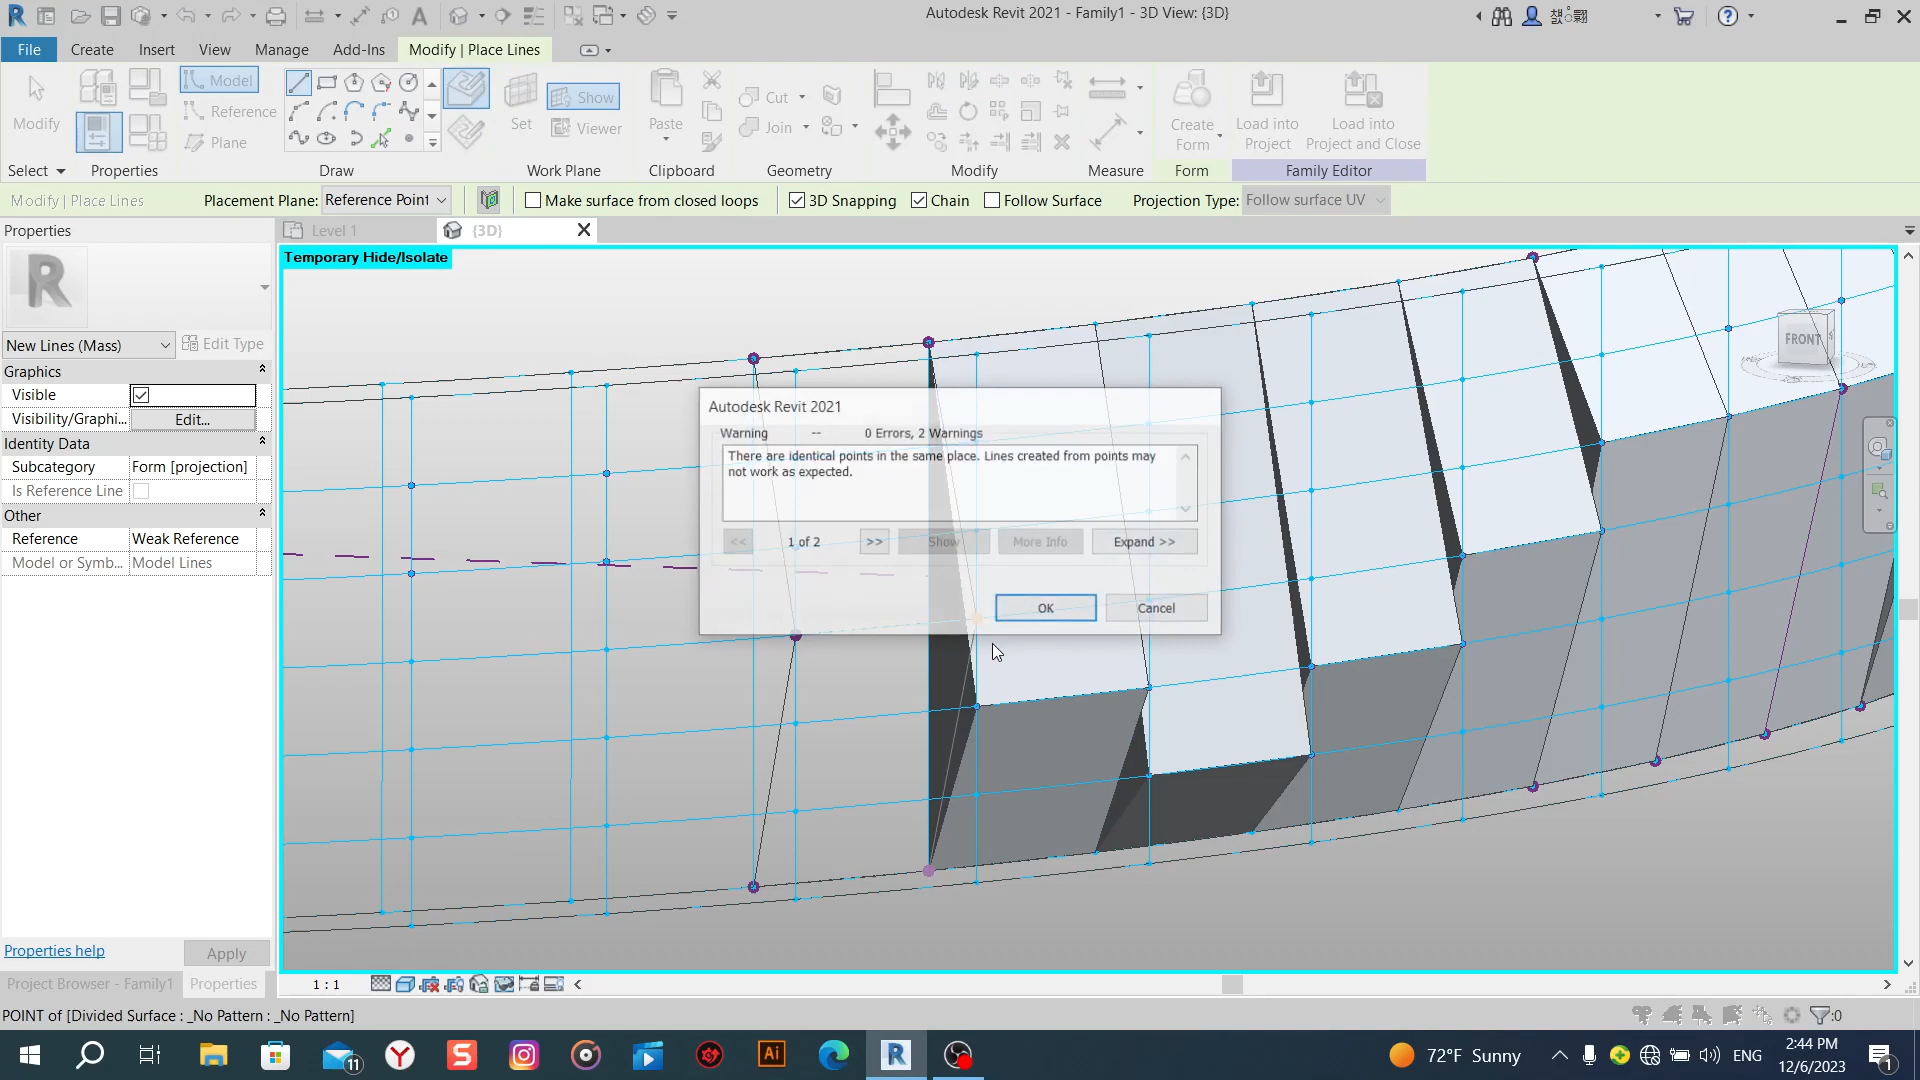 Autodesk Revit 2021 - Family1 - 3D View: {3D}
File Create Insert View Manage Add-Ins Modify | Place Lines
Model Show Cut
Reference Viewer Join
Modify Plane Set Paste Create Form Load into Project Load into Project and Close
Select Properties Draw Work Plane Clipboard Geometry Modify Measure Form Family Editor
Modify | Place Lines Placement Plane: Reference Point Make surface from closed loops 3D Snapping Chain Follow Surface Projection Type: Follow surface UV
Properties Level 1 {3D}
Temporary Hide/Isolate
R
FRONT
New Lines (Mass) Edit Type
Graphics
Visible
Visibility/Graphi... Edit...
Identity Data
Subcategory Form [projection]
Is Reference Line
Other
Reference Weak Reference
Model or Symb... Model Lines
Autodesk Revit 2021
Warning -- 0 Errors, 2 Warnings
There are identical points in the same place. Lines created from points may
not work as expected.
<< 1 of 2 >> Show More Info Expand >>
OK Cancel
Properties help Apply
Project Browser - Family1 Properties 1 : 1
POINT of [Divided Surface : _No Pattern : _No Pattern] :0
11 72°F Sunny ENG 2:44 PM
12/6/2023 1